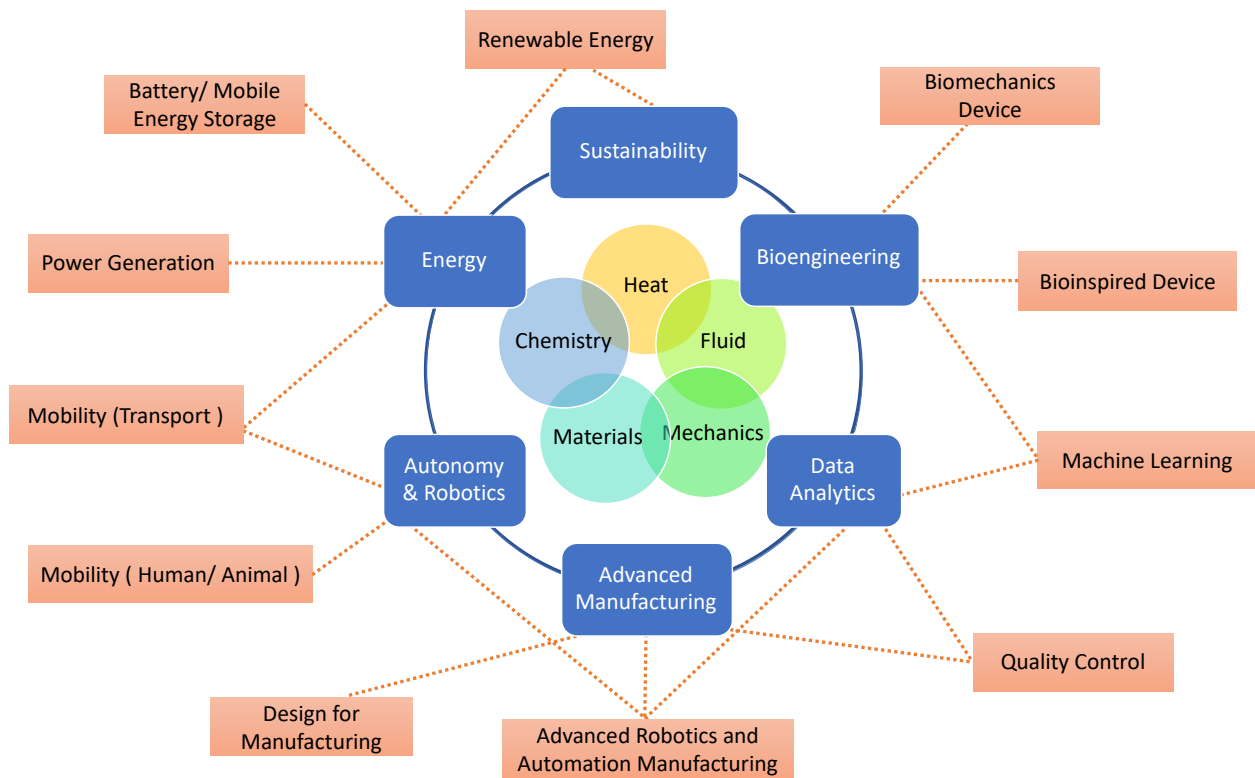 Renewable Energy
Battery/ Mobile
Energy Storage
Biomechanics
Device
Sustainability
Energy
Bioengineering
Power Generation
Heat
Bioinspired Device
Chemistry
Fluid
Mobility (Transport )
Materials
Mechanics
Autonomy
& Robotics
Data
Analytics
Machine Learning
Mobility ( Human/ Animal )
Advanced
Manufacturing
Quality Control
Design for
Manufacturing
Advanced Robotics and
Automation Manufacturing